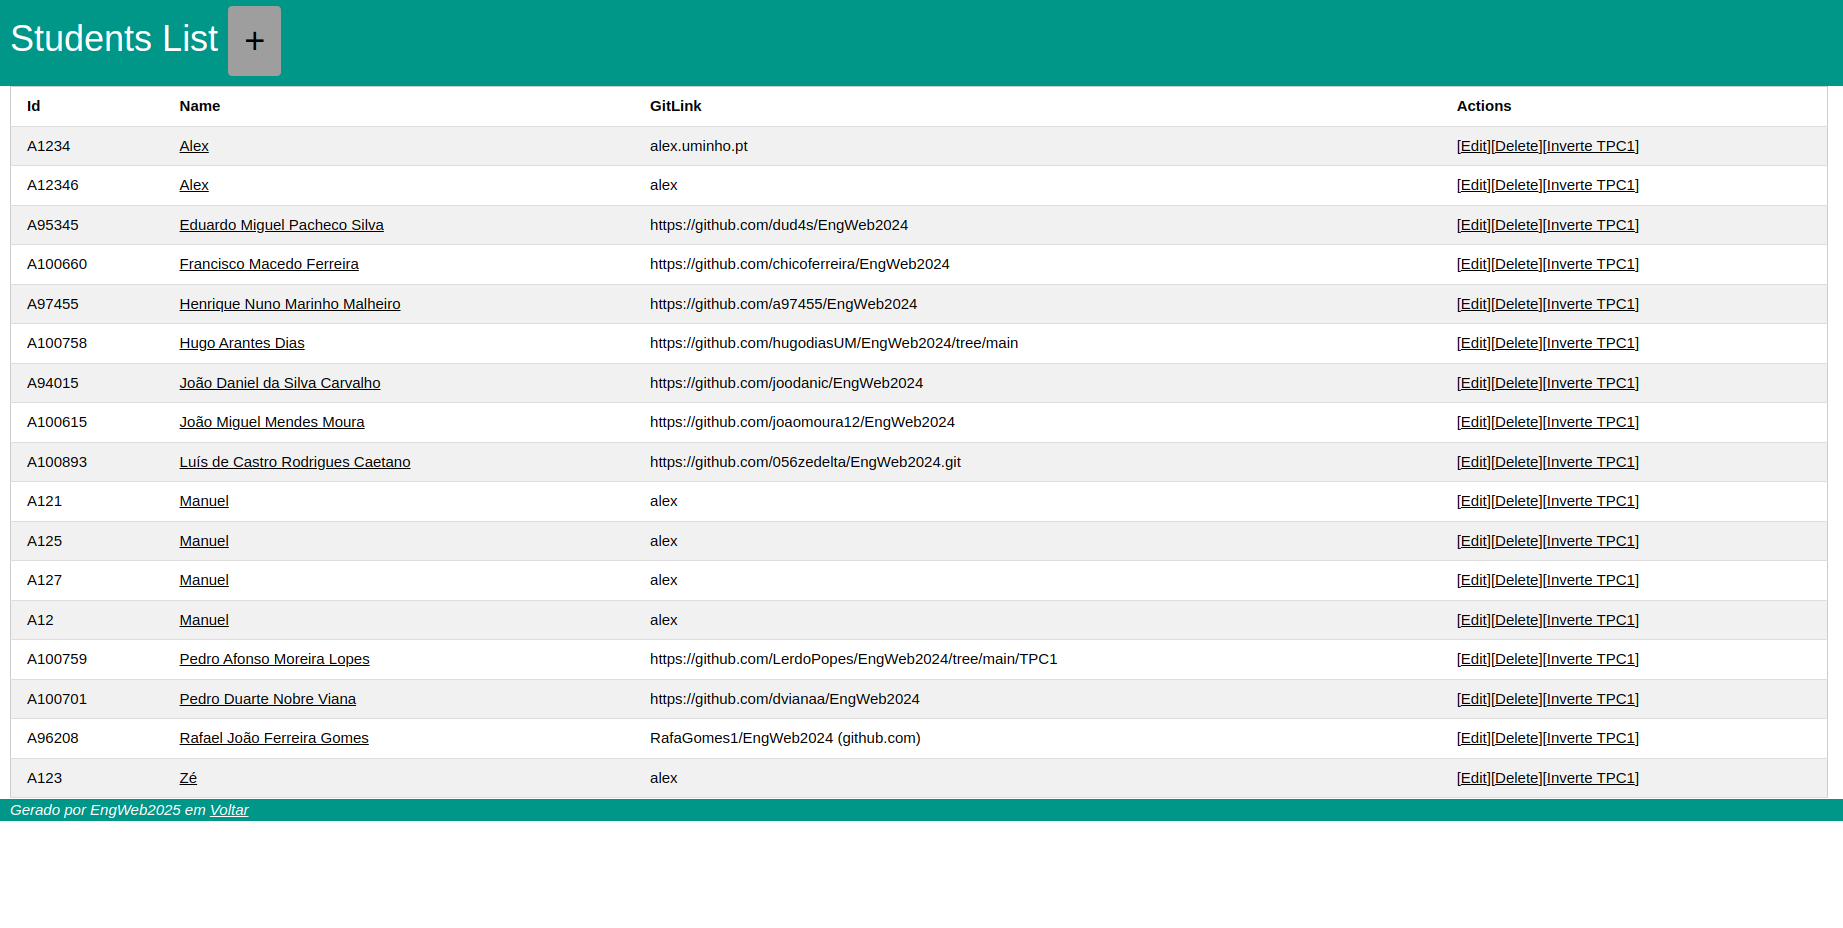 Students List +
Id Name GitLink Actions
A1234 Alex alex.uminho.pt [Edit][Delete][Inverte TPC1]
A12346 Alex alex [Edit][Delete][Inverte TPC1]
A95345 Eduardo Miguel Pacheco Silva https://github.com/dud4s/EngWeb2024 [Edit][Delete][Inverte TPC1]
A100660 Francisco Macedo Ferreira https://github.com/chicoferreira/EngWeb2024 [Edit][Delete][Inverte TPC1]
A97455 Henrique Nuno Marinho Malheiro https://github.com/a97455/EngWeb2024 [Edit][Delete][Inverte TPC1]
A100758 Hugo Arantes Dias https://github.com/hugodiasUM/EngWeb2024/tree/main [Edit][Delete][Inverte TPC1]
A94015 João Daniel da Silva Carvalho https://github.com/joodanic/EngWeb2024 [Edit][Delete][Inverte TPC1]
A100615 João Miguel Mendes Moura https://github.com/joaomoura12/EngWeb2024 [Edit][Delete][Inverte TPC1]
A100893 Luís de Castro Rodrigues Caetano https://github.com/056zedelta/EngWeb2024.git [Edit][Delete][Inverte TPC1]
A121 Manuel alex [Edit][Delete][Inverte TPC1]
A125 Manuel alex [Edit][Delete][Inverte TPC1]
A127 Manuel alex [Edit][Delete][Inverte TPC1]
A12 Manuel alex [Edit][Delete][Inverte TPC1]
A100759 Pedro Afonso Moreira Lopes https://github.com/LerdoPopes/EngWeb2024/tree/main/TPC1 [Edit][Delete][Inverte TPC1]
A100701 Pedro Duarte Nobre Viana https://github.com/dvianaa/EngWeb2024 [Edit][Delete][Inverte TPC1]
A96208 Rafael João Ferreira Gomes RafaGomes1/EngWeb2024 (github.com) [Edit][Delete][Inverte TPC1]
A123 Zé alex [Edit][Delete][Inverte TPC1]
Gerado por EngWeb2025 em Voltar